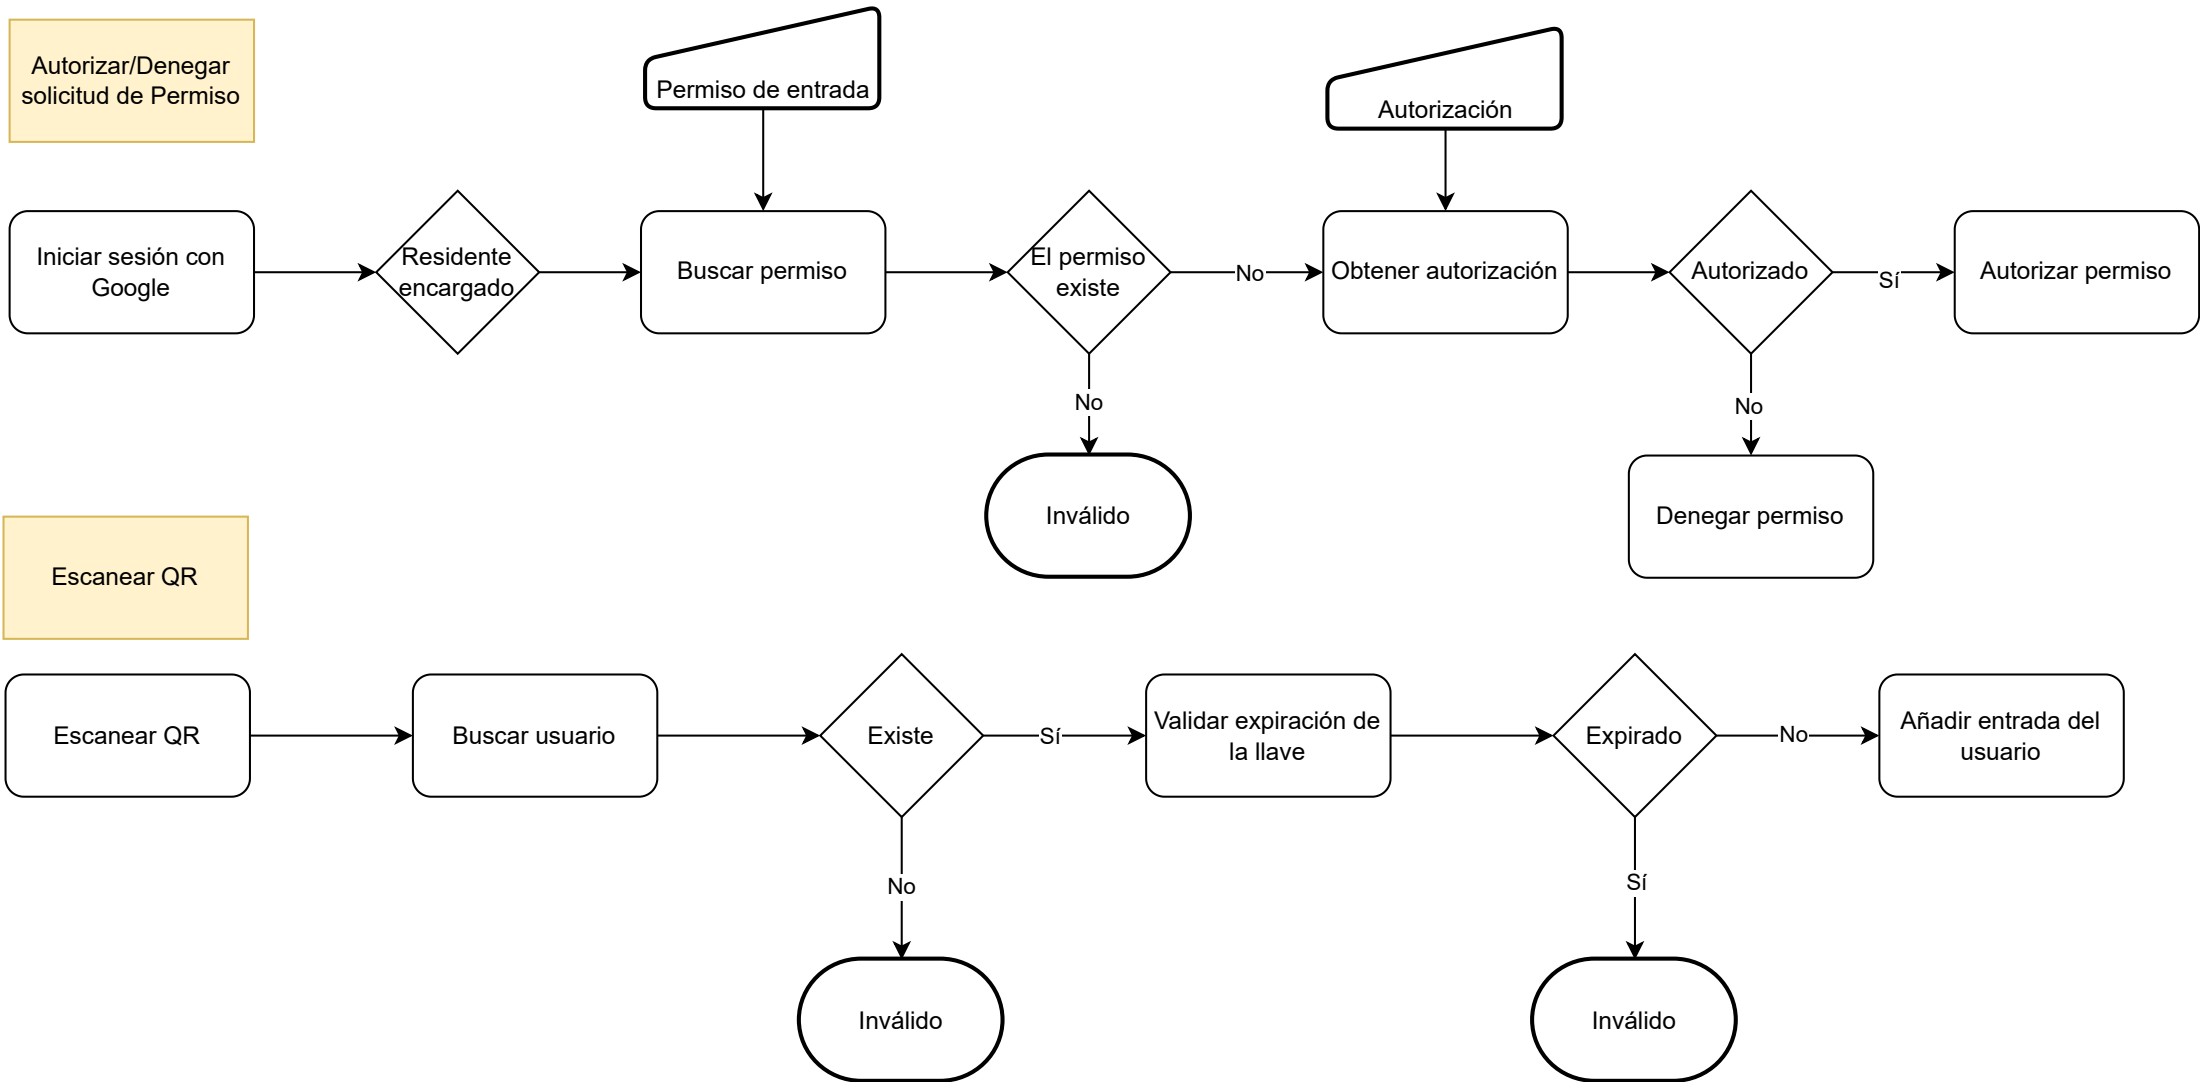 Autorizar/Denegar
solicitud de Permiso
Permiso de entrada
Autorización
Iniciar sesión con
Google
Residente
encargado
Buscar permiso
El permiso
existe
No
Obtener autorización
Autorizado
Sí
Autorizar permiso
No
No
Inválido
Denegar permiso
Escanear QR
Escanear QR
Buscar usuario
Existe
Sí
Validar expiración de
la llave
Expirado
No
Añadir entrada del
usuario
No
Sí
Inválido
Inválido